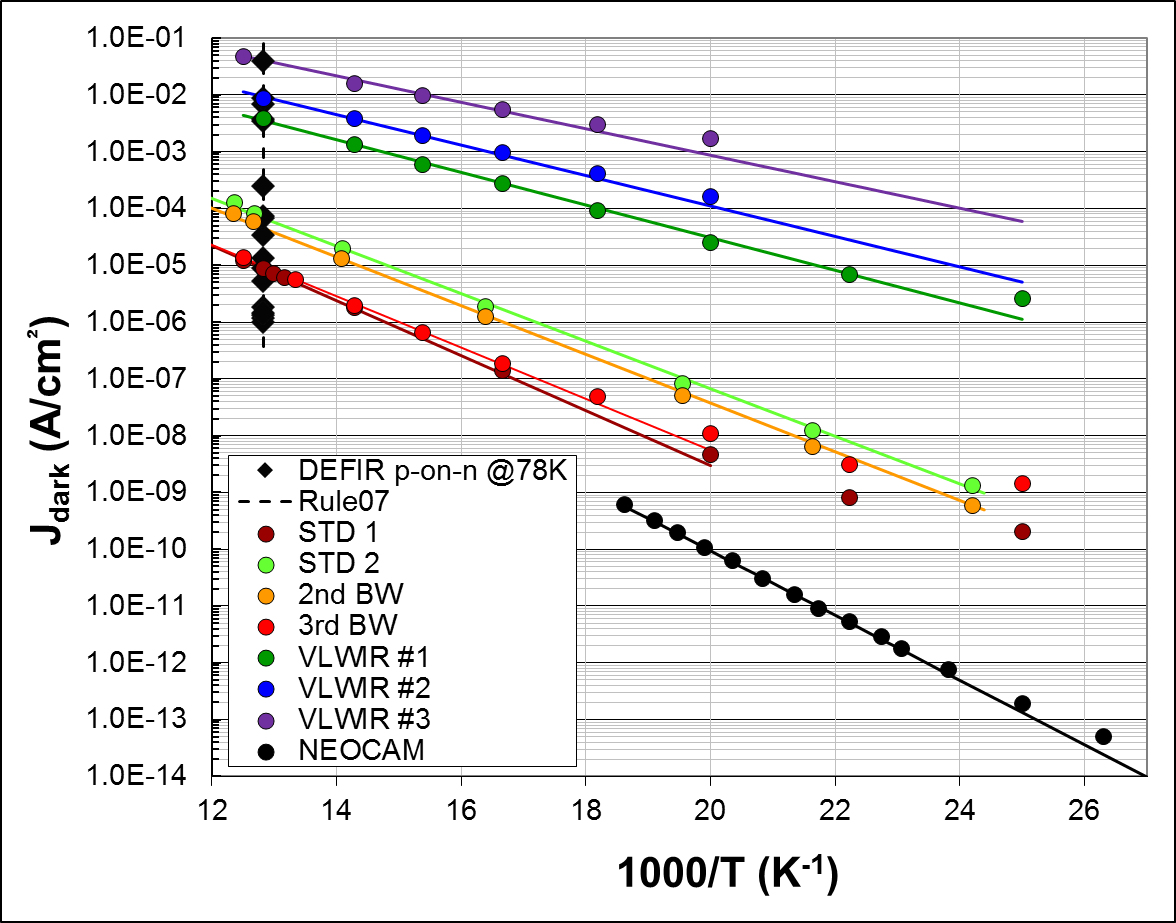 1.0E-01
1.0E-02
1.0E-03
1.0E-04
1.0E-05
1.0E-06
1.0E-07
1.0E-08
1.0E-09
1.0E-10
1.0E-11
1.0E-12
1.0E-13
1.0E-14
Jdark (A/cm²)
DEFIR p-on-n @78K
Rule07
STD 1
STD 2
2nd BW
3rd BW
VLWIR #1
VLWIR #2
VLWIR #3
NEOCAM
12 14 16 18 20 22 24 26
1000/T (K⁻¹)